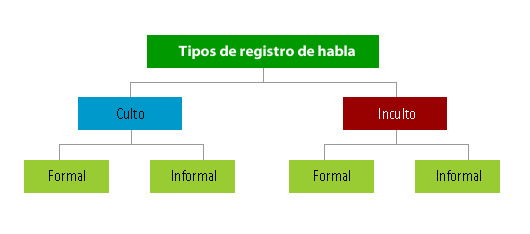 Tipos de registro de habla
Culto
Inculto
Formal
Informal
Formal
Informal